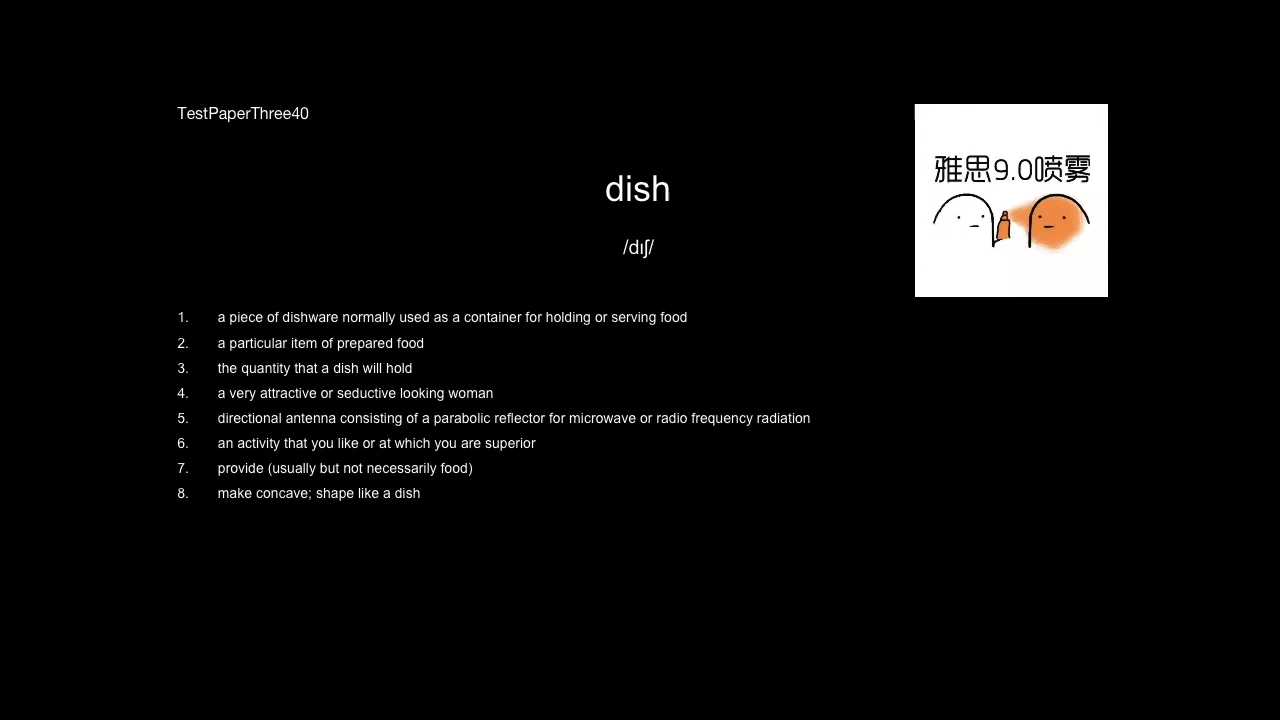 TestPaperThree40
雅思9.0喷雾
dish
/dɪʃ/
1. a piece of dishware normally used as a container for holding or serving food
2. a particular item of prepared food
3. the quantity that a dish will hold
4. a very attractive or seductive looking woman
5. directional antenna consisting of a parabolic reflector for microwave or radio frequency radiation
6. an activity that you like or at which you are superior
7. provide (usually but not necessarily food)
8. make concave; shape like a dish